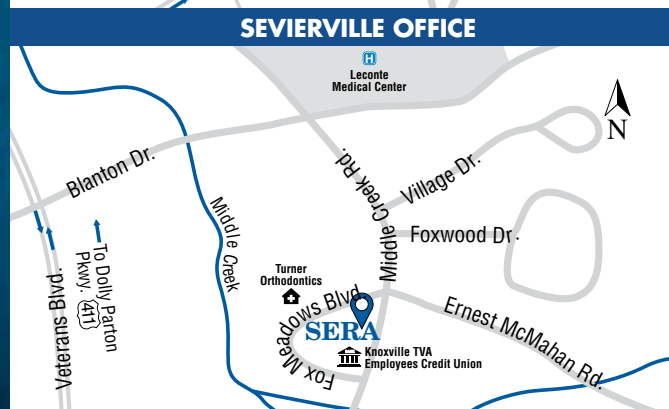 SEVIERVILLE OFFICE
H
Leconte
Medical Center
N
Blanton Dr.
Middle Creek Rd.
Village Dr.
Foxwood Dr.
Middle Creek
To Dolly Parton
Pkwy. 411
Veterans Blvd.
Turner
Orthodontics
Fox Meadows Blvd
SERA
Ernest McMahan Rd.
Knoxville TVA
Employees Credit Union